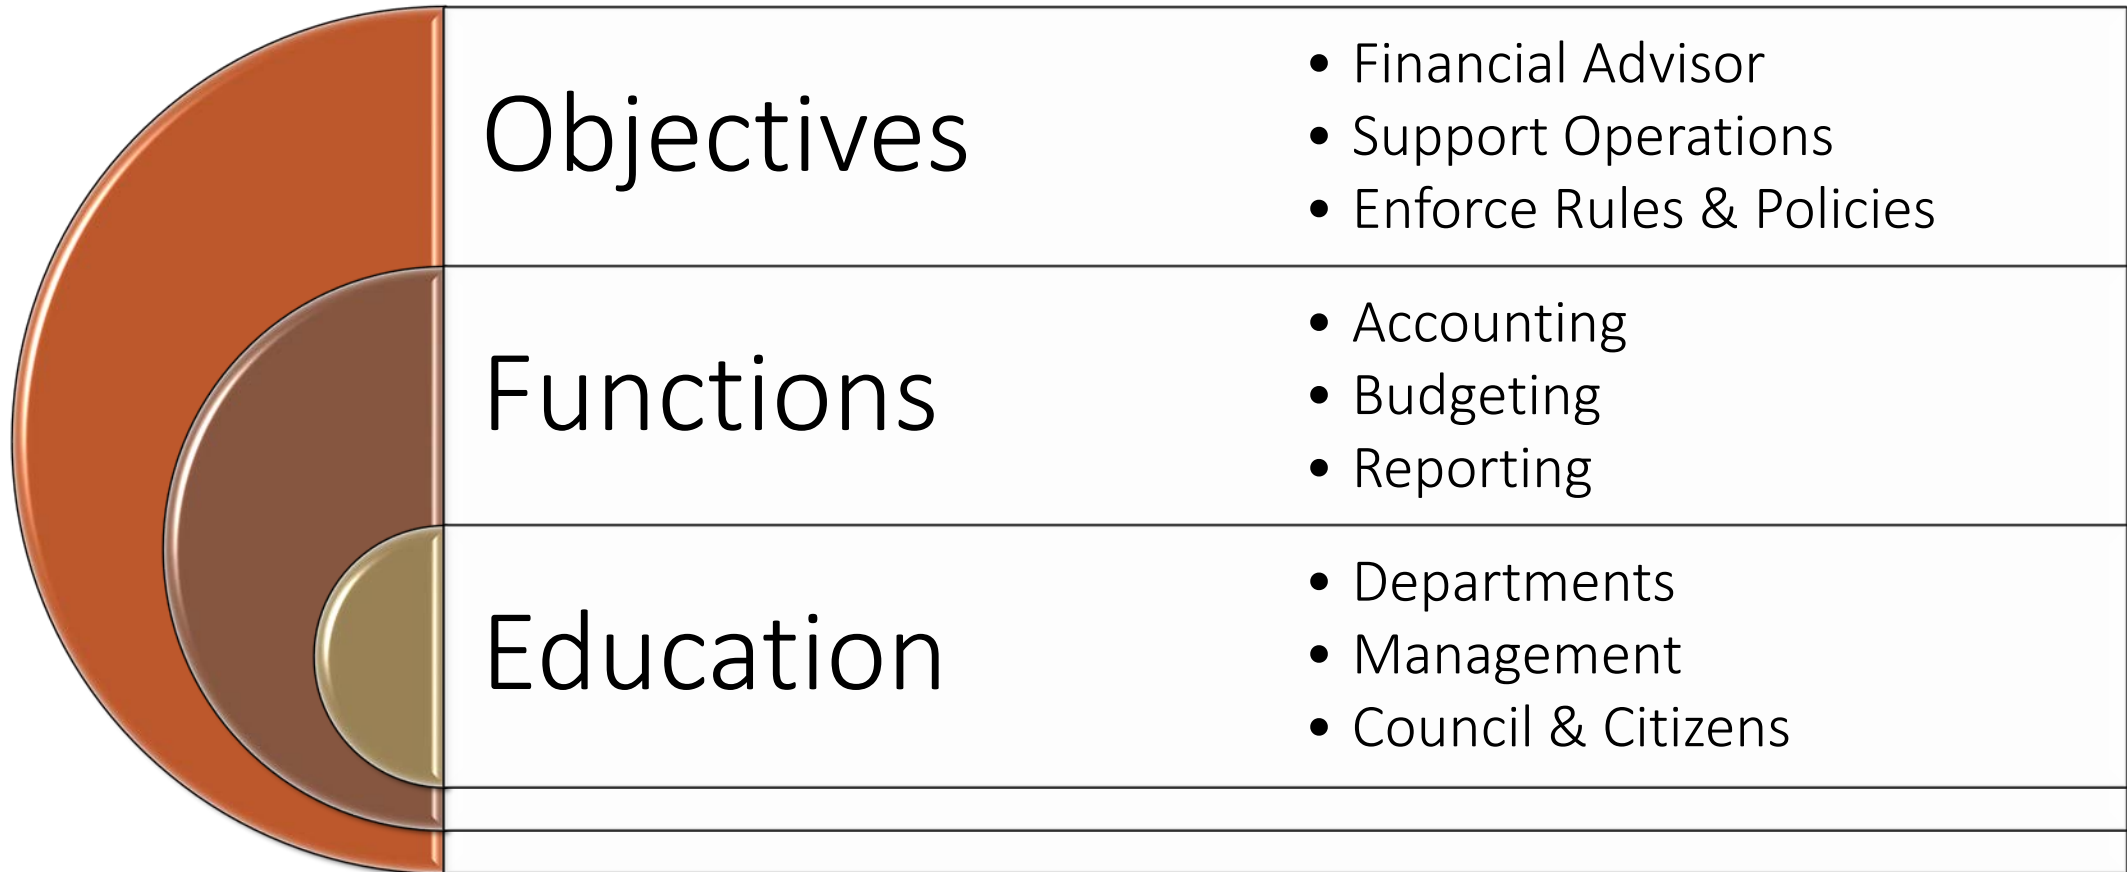 Objectives
• Financial Advisor
• Support Operations
• Enforce Rules & Policies
Functions
• Accounting
• Budgeting
• Reporting
Education
• Departments
• Management
• Council & Citizens